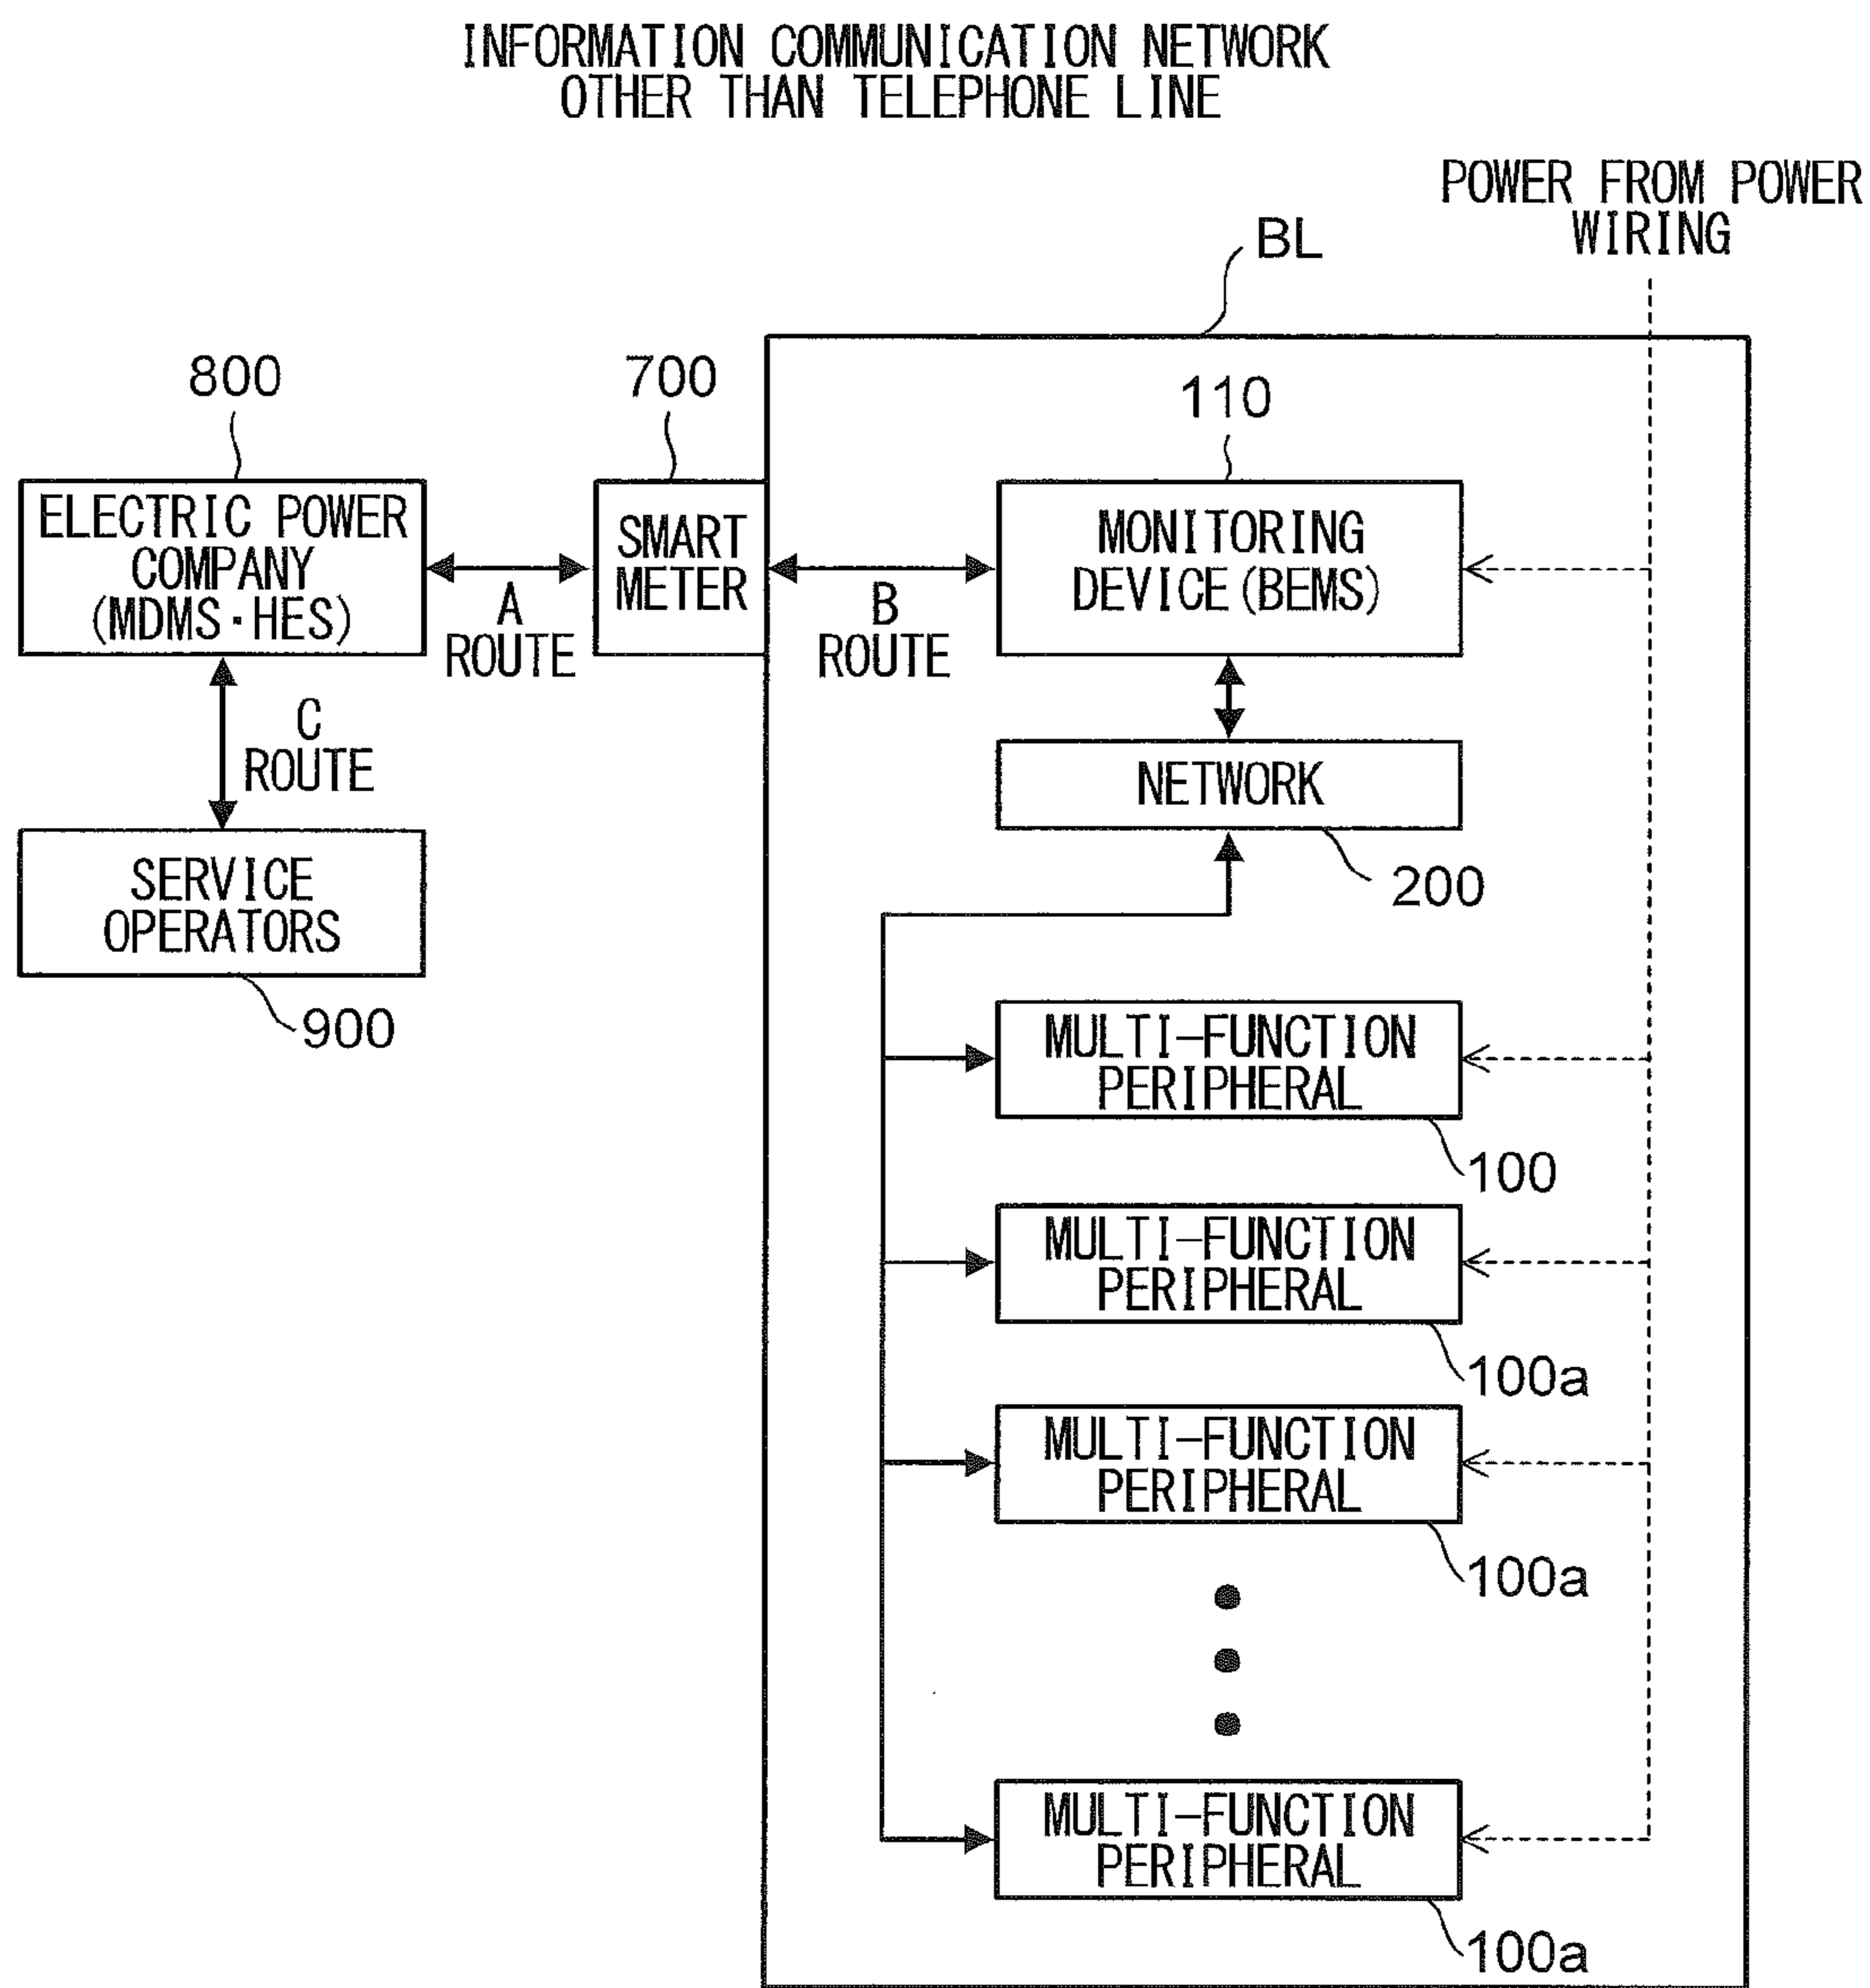 INFORMATION COMMUNICATION NETWORK
OTHER THAN TELEPHONE LINE
POWER FROM POWER
WIRING
BL
800
700
110
ELECTRIC POWER
COMPANY
(MDMS·HES)
A
ROUTE
SMART
METER
B
ROUTE
MONITORING
DEVICE(BEMS)
C
ROUTE
NETWORK
200
SERVICE
OPERATORS
900
MULTI-FUNCTION
PERIPHERAL
100
MULTI-FUNCTION
PERIPHERAL
100a
MULTI-FUNCTION
PERIPHERAL
100a
MULTI-FUNCTION
PERIPHERAL
100a